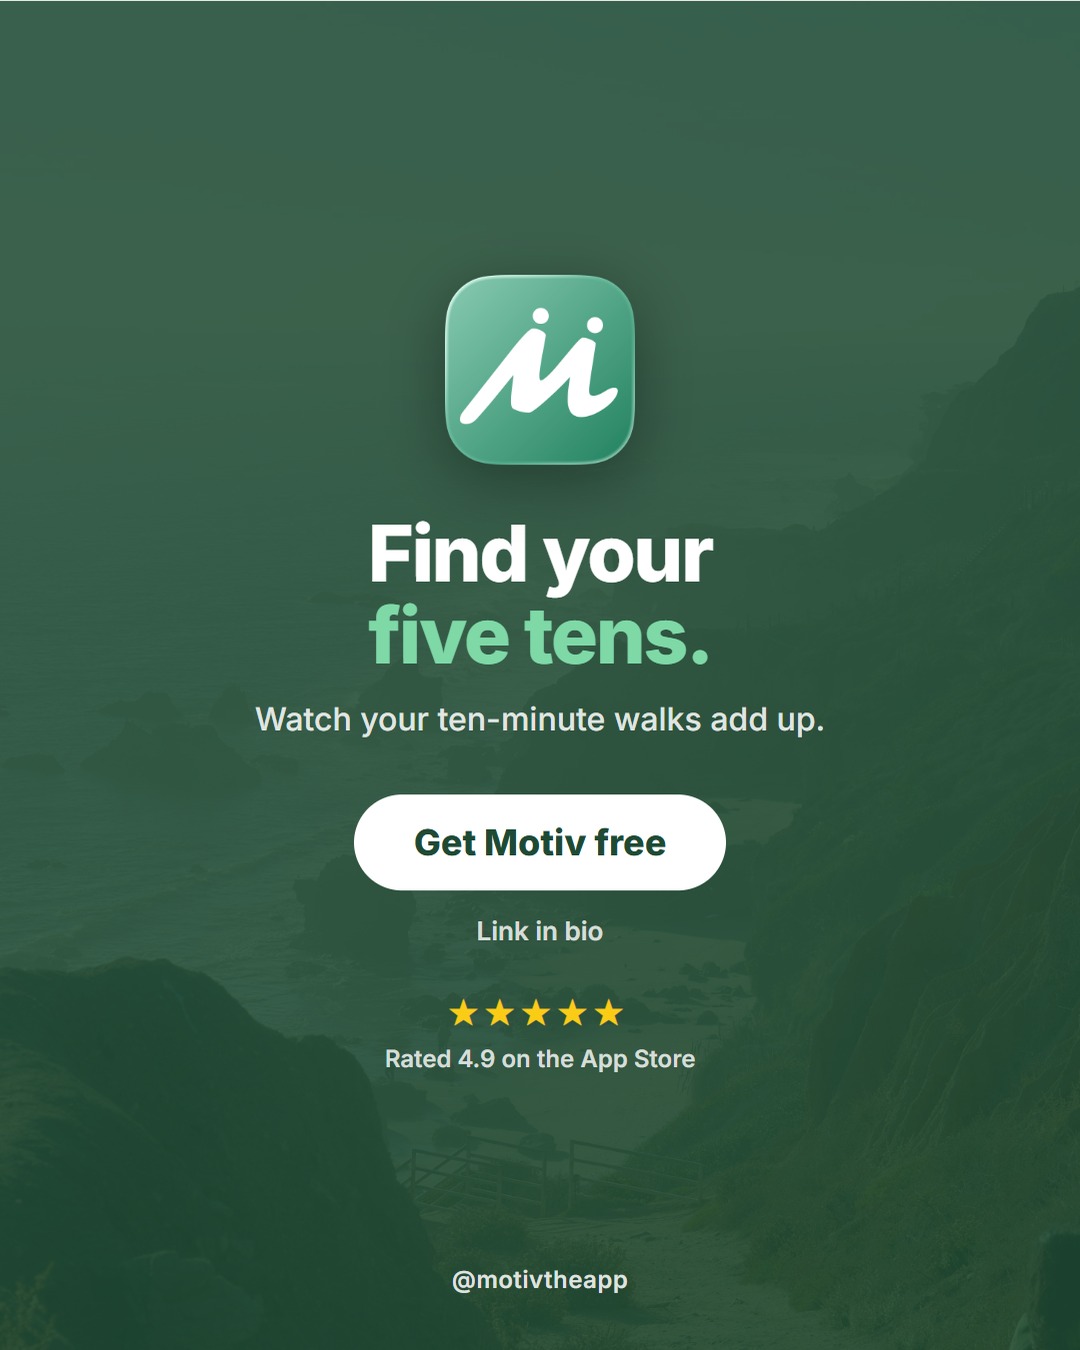 Find your
five tens.
Watch your ten-minute walks add up.
Get Motiv free
Link in bio
Rated 4.9 on the App Store
@motivtheapp